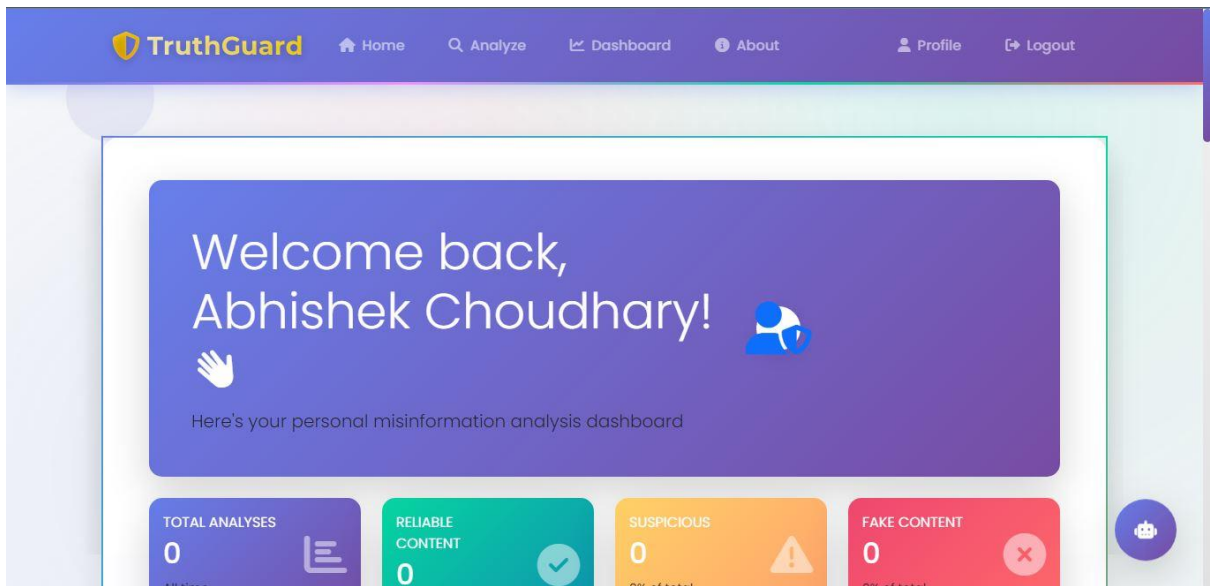 TruthGuard
Home
Analyze
Dashboard
About
Profile
Logout
Welcome back,
Abhishek Choudhary!
Here's your personal misinformation analysis dashboard
TOTAL ANALYSES
0
RELIABLE
CONTENT
0
SUSPICIOUS
0
FAKE CONTENT
0